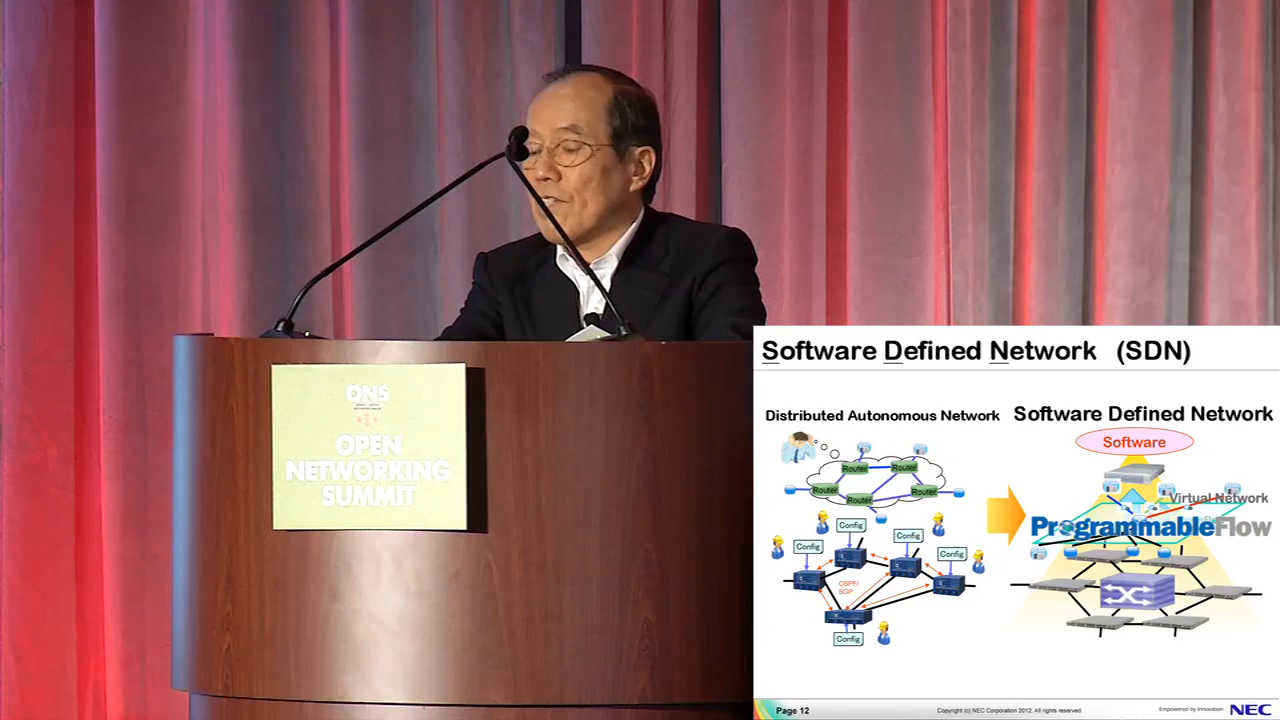 ONS
OPEN
NETWORKING
SUMMIT
Software Defined Network (SDN)
Distributed Autonomous Network
Software Defined Network
Software
Router
Router
Router
Router
Router
Virtual Network
ProgrammableFlow
Config
Config
Config
Config
OSPF/
BGP
Config
Page 12
Copyright (c) NEC Corporation 2012. All rights reserved
Empowered by Innovation
NEC